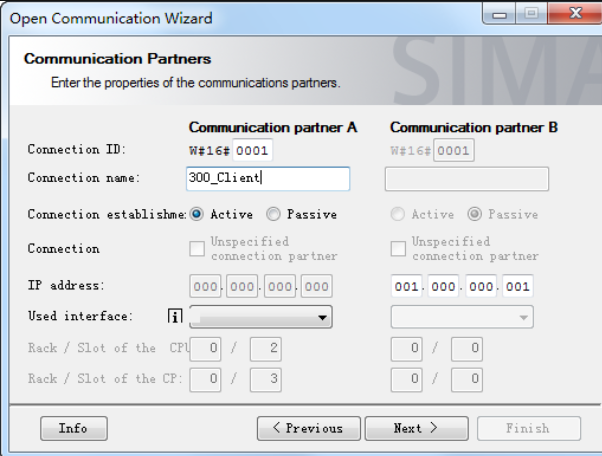 Open Communication Wizard
Communication Partners
Enter the properties of the communications partners.
SIMA
Communication partner A Communication partner B
Connection ID: W#16# 0001 W#16# 0001
Connection name: 300_Client
Connection establishme: Active Passive Active Passive
Connection Unspecified connection partner Unspecified connection partner
IP address: 000. 000. 000. 000 001. 000. 000. 001
Used interface: i
Rack / Slot of the CPU 0 / 2 0 / 0
Rack / Slot of the CP: 0 / 3 0 / 0
Info < Previous Next > Finish